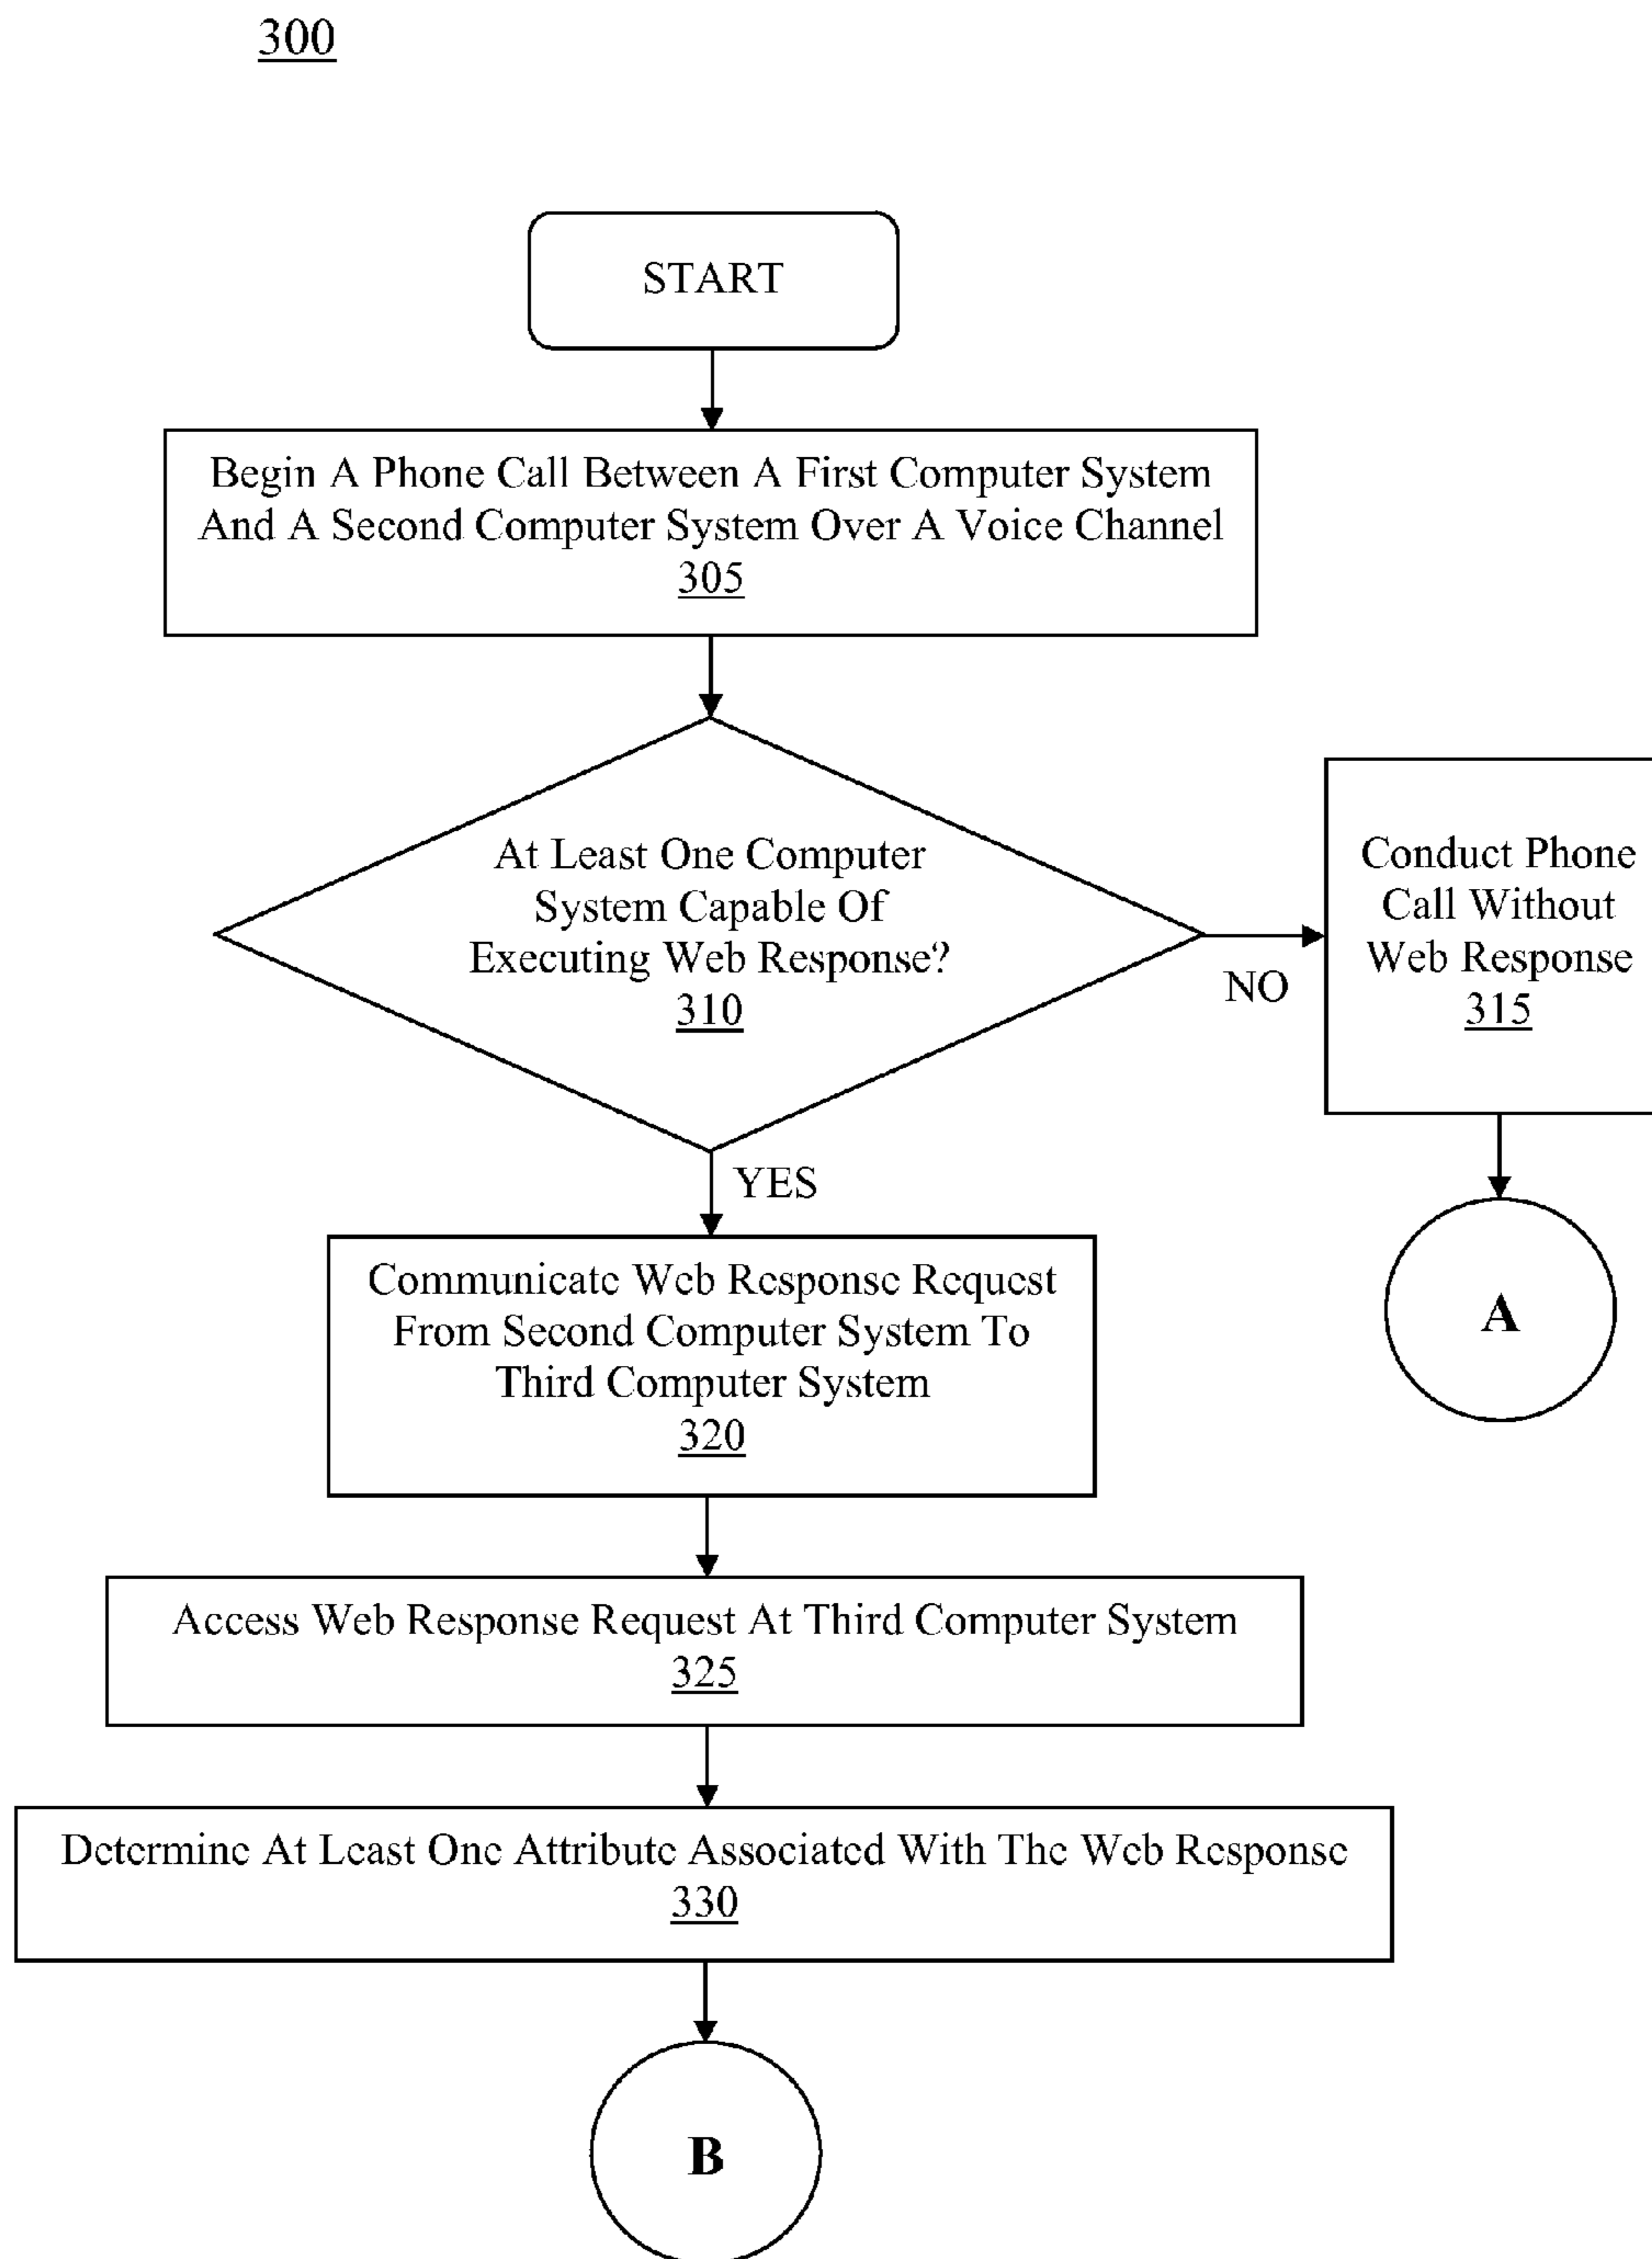 300
START
Begin A Phone Call Between A First Computer System
And A Second Computer System Over A Voice Channel
305
At Least One Computer
System Capable Of
Executing Web Response?
310
NO
Conduct Phone
Call Without
Web Response
315
YES
A
Communicate Web Response Request
From Second Computer System To
Third Computer System
320
Access Web Response Request At Third Computer System
325
Determine At Least One Attribute Associated With The Web Response
330
B